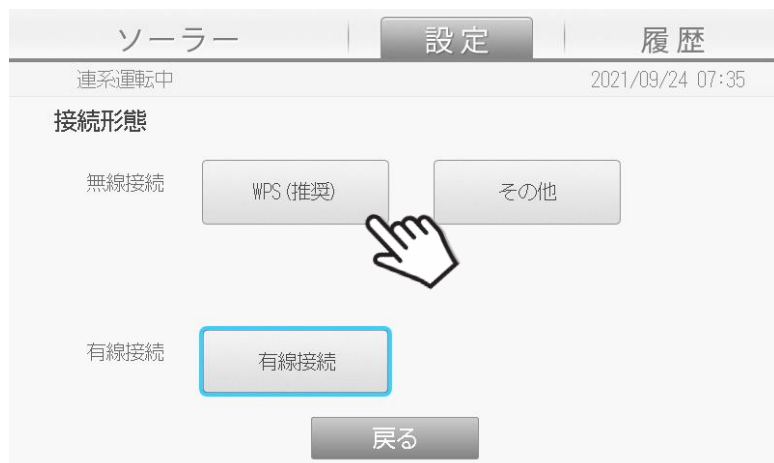 ソーラー 設定 履歴
連系運転中 2021/09/24 07:35
接続形態
無線接続 WPS(推奨) その他
有線接続 有線接続
戻る